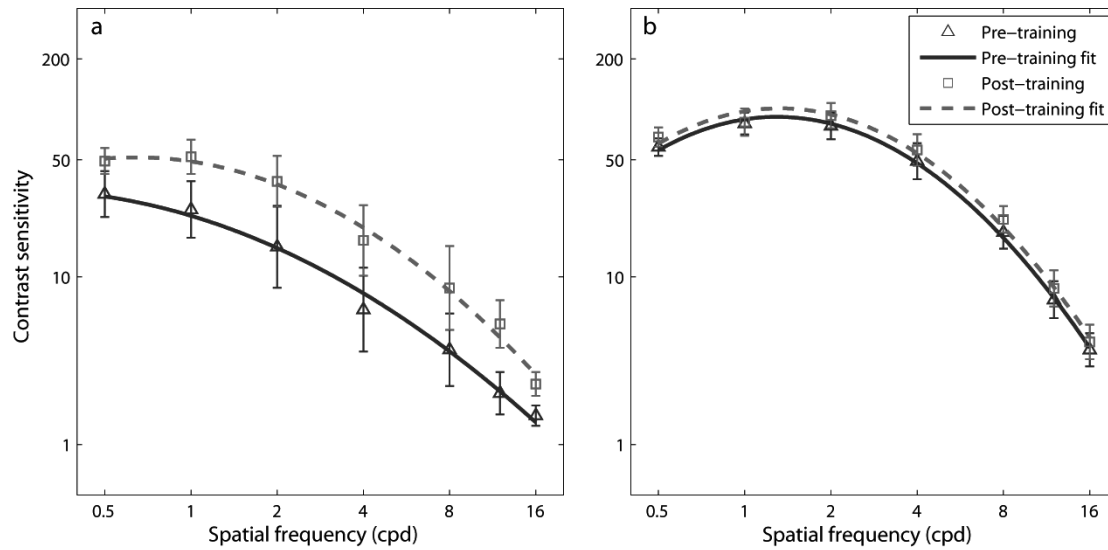 a
200
50
10
1
Contrast sensitivity
0.5 1 2 4 8 16
Spatial frequency (cpd)
b
Pre-training
Pre-training fit
Post-training
Post-training fit
200
50
10
1
0.5 1 2 4 8 16
Spatial frequency (cpd)